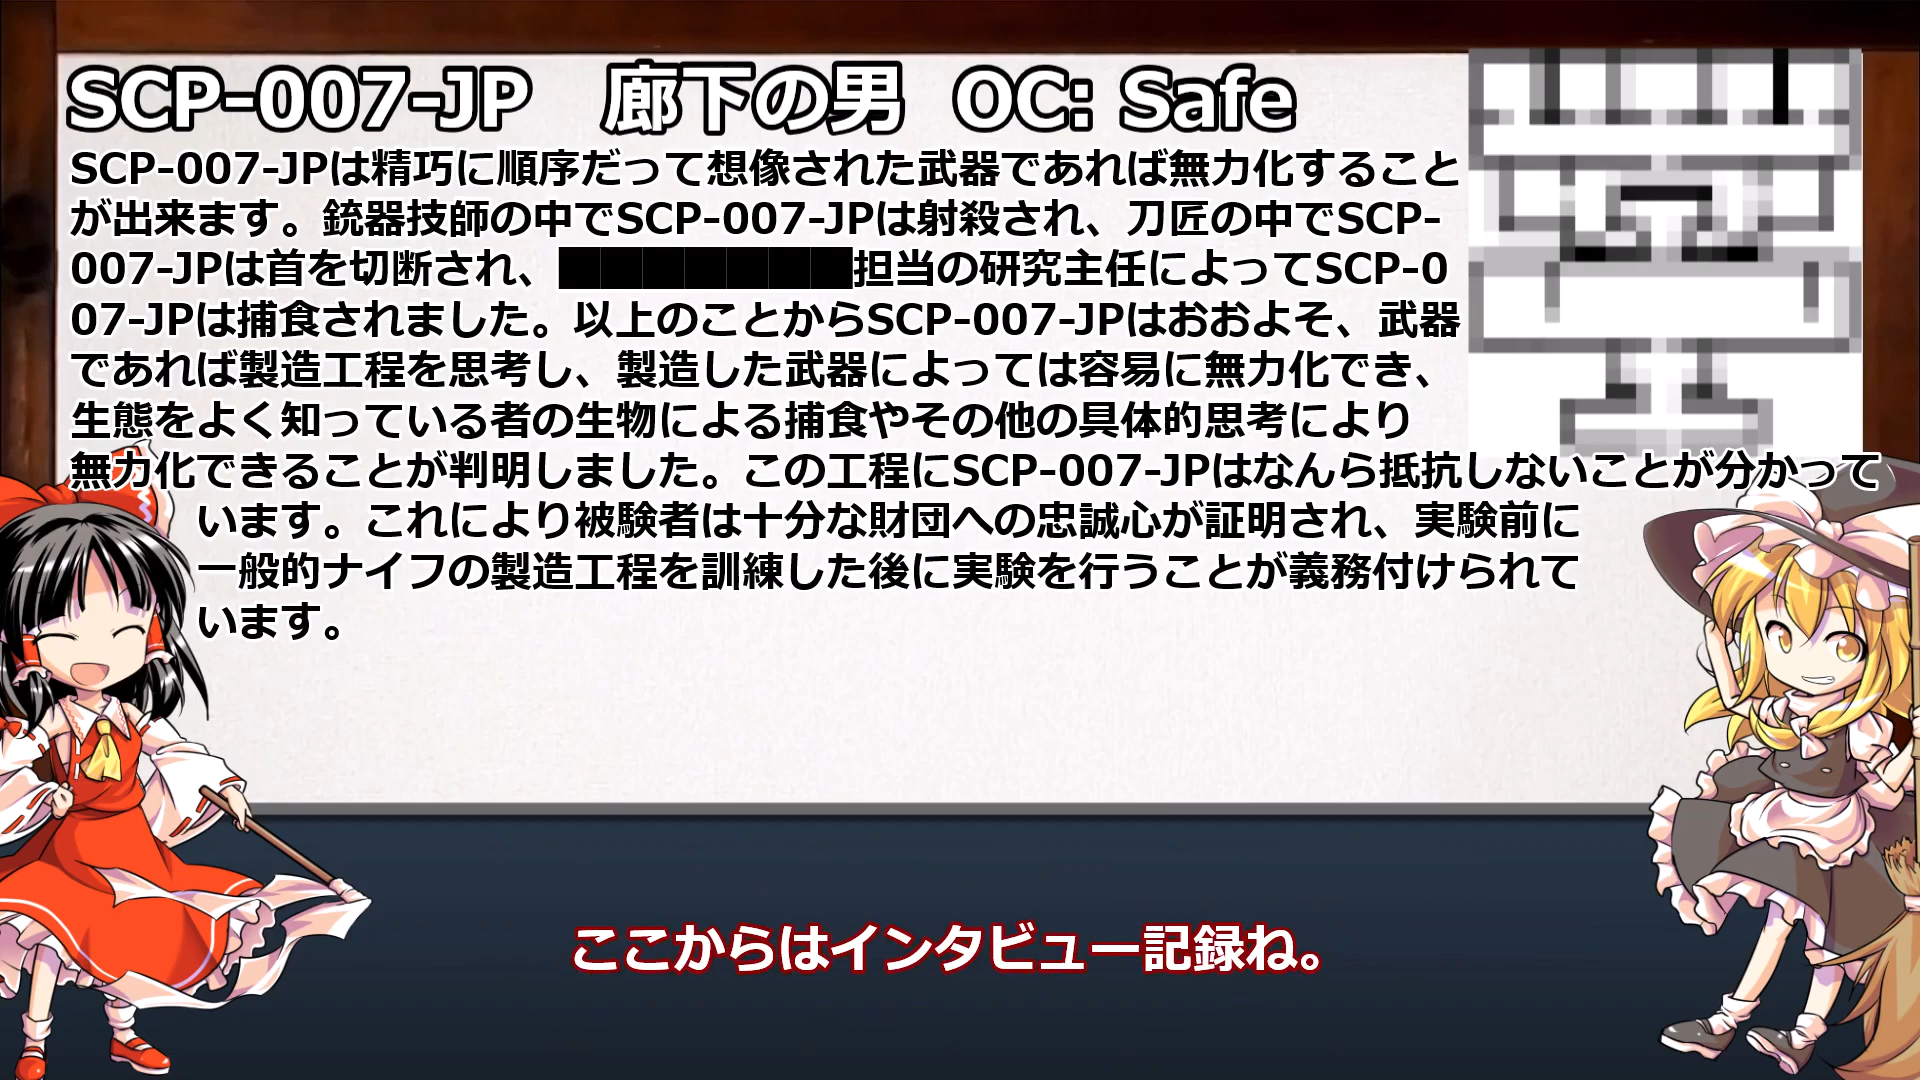 SCP-007-JP　廊下の男　OC: Safe
SCP-007-JPは精巧に順序だって想像された武器であれば無力化すること
が出来ます。銃器技師の中でSCP-007-JPは射殺され、刀匠の中でSCP-
007-JPは首を切断され、███████担当の研究主任によってSCP-0
07-JPは捕食されました。以上のことからSCP-007-JPはおおよそ、武器
であれば製造工程を思考し、製造した武器によっては容易に無力化でき、
生態をよく知っている者の生物による捕食やその他の具体的思考により
無力化できることが判明しました。この工程にSCP-007-JPはなんら抵抗しないことが分かって
います。これにより被験者は十分な財団への忠誠心が証明され、実験前に
一般的ナイフの製造工程を訓練した後に実験を行うことが義務付けられて
います。
ここからはインタビュー記録ね。